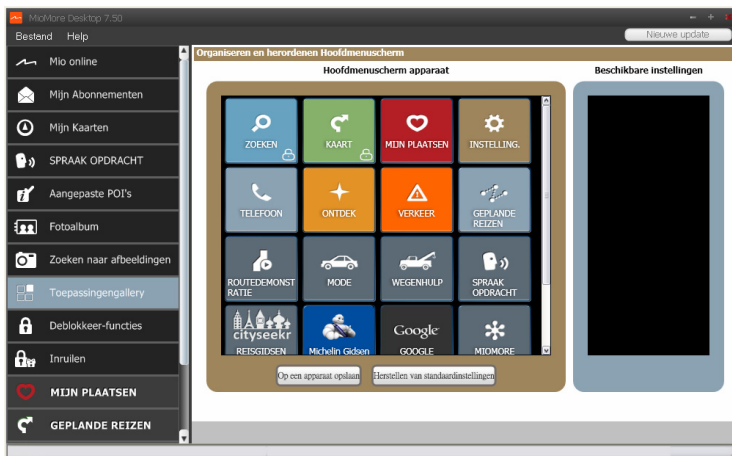 MioMore Desktop 7.50
Bestand Help
Nieuwe update
Mio online
Mijn Abonnementen
Mijn Kaarten
SPRAAK OPDRACHT
Aangepaste POI's
Fotoalbum
Zoeken naar afbeeldingen
Toepassingengallery
Deblokkeer-functies
Inruilen
MIJN PLAATSEN
GEPLANDE REIZEN
Organiseren en herordenen Hoofdmenuscherm
Hoofdmenuscherm apparaat
Beschikbare instellingen
ZOEKEN
KAART
MIJN PLAATSEN
INSTELLING.
TELEFOON
ONTDEK
VERKEER
GEPLANDE
REIZEN
ROUTEDEMONST
RATIE
MODE
WEGENHULP
SPRAAK
OPDRACHT
cityseekr
REISGIDSEN
Michelin Gidsen
Google
GOOGLE
MIOMORE
Op een apparaat opslaan
Herstellen van standaardinstellingen